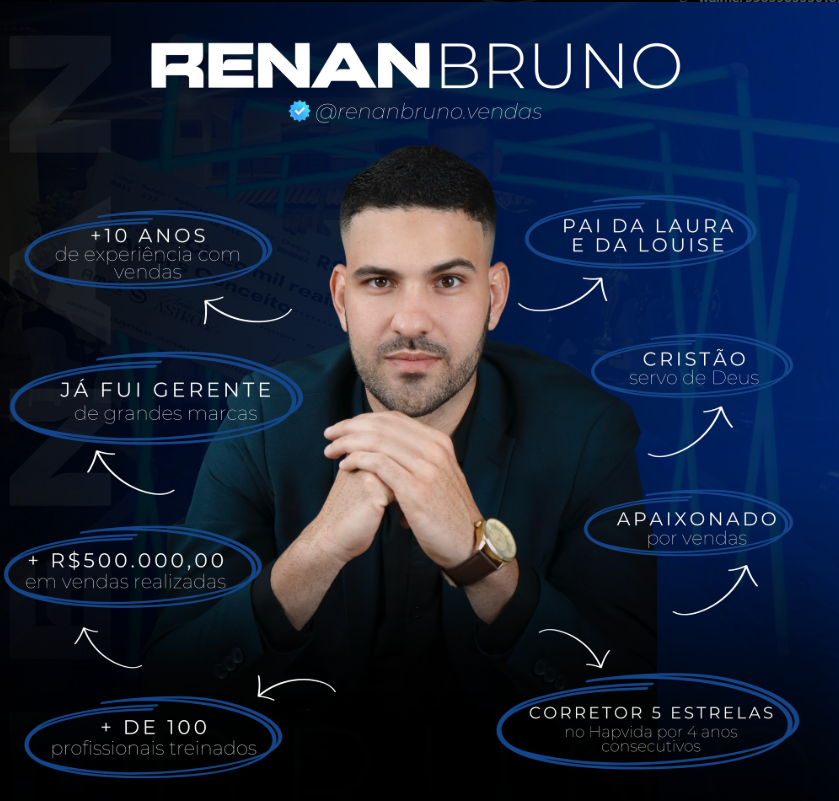 RENANBRUNO
@renanbruno.vendas
+10 ANOS
de experiência com
vendas
PAI DA LAURA
E DA LOUISE
JÁ FUI GERENTE
de grandes marcas
CRISTÃO
servo de Deus
+ R$500.000,00
em vendas realizadas
APAIXONADO
por vendas
+ DE 100
profissionais treinados
CORRETOR 5 ESTRELAS
no Hapvida por 4 anos
consecutivos